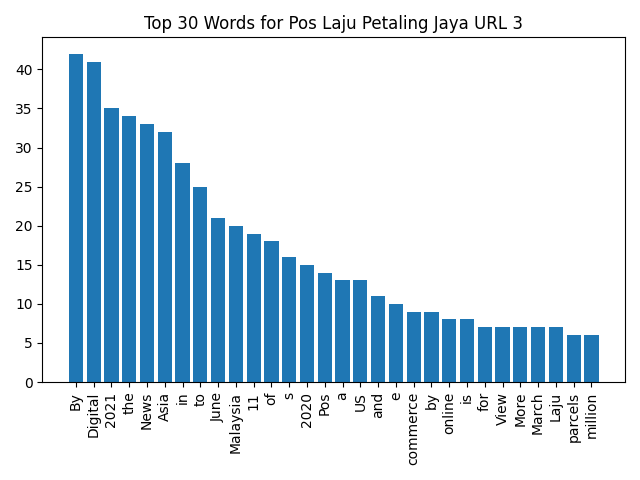 Top 30 Words for Pos Laju Petaling Jaya URL 3
40
35
30
25
20
15
10
5
0
By
Digital
2021
the
News
Asia
in
to
June
Malaysia
11
of
s
2020
Pos
a
US
and
e
commerce
by
online
is
for
View
More
March
Laju
parcels
million